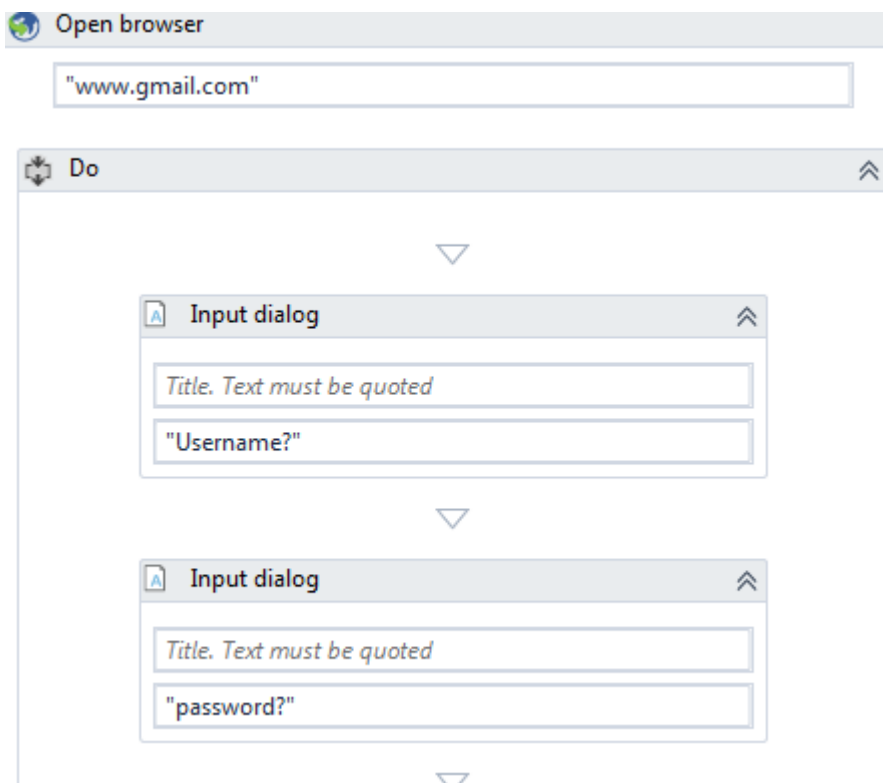 Open browser
"www.gmail.com"
Do
Input dialog
Title. Text must be quoted
"Username?"
Input dialog
Title. Text must be quoted
"password?"